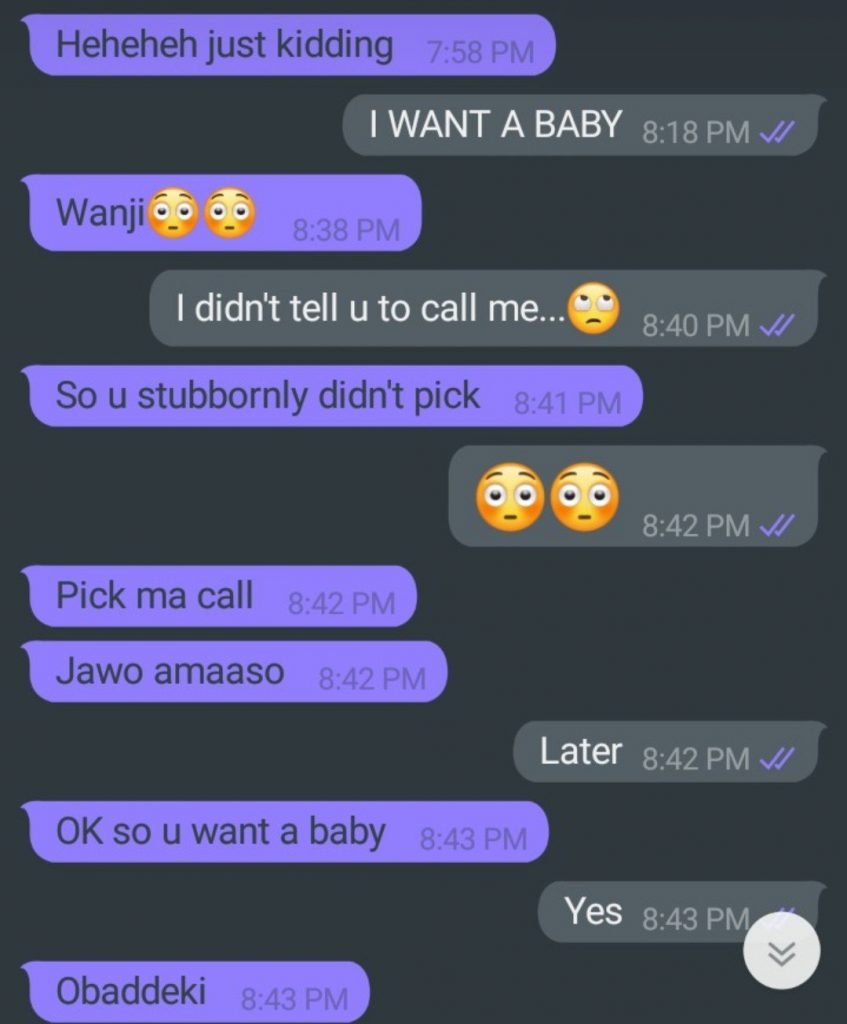 Heheheh just kidding 7:58 PM
I WANT A BABY 8:18 PM
Wanji😳😳 8:38 PM
I didn't tell u to call me...🙄 8:40 PM
So u stubbornly didn't pick 8:41 PM
😳😳 8:42 PM
Pick ma call 8:42 PM
Jawo amaaso 8:42 PM
Later 8:42 PM
OK so u want a baby 8:43 PM
Yes 8:43 PM
Obaddeki 8:43 PM